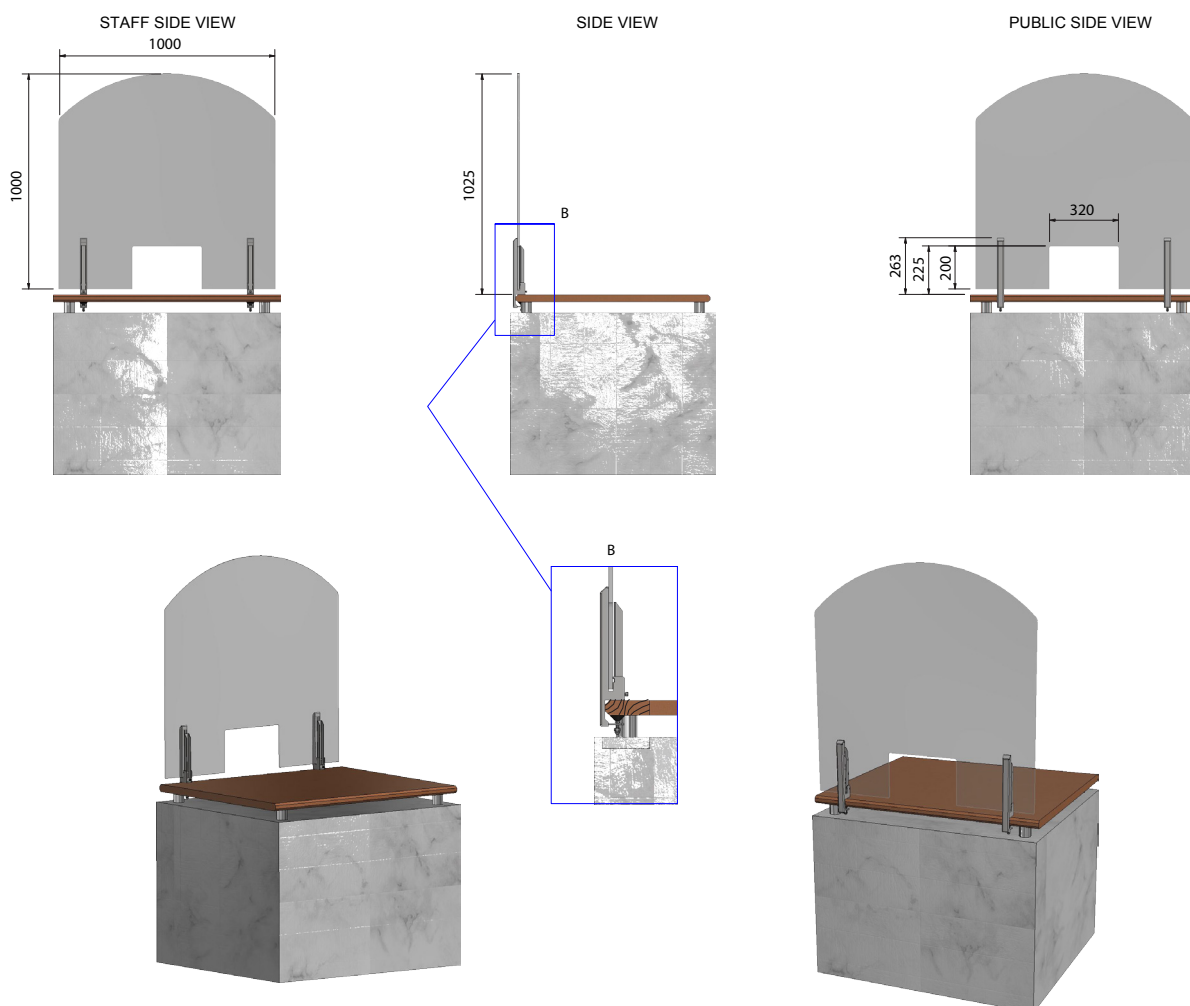 STAFF SIDE VIEW
SIDE VIEW
PUBLIC SIDE VIEW
1000
1000
1025
B
320
263
225
200
B